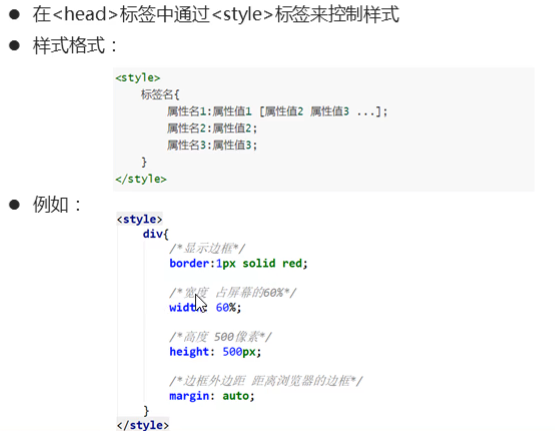 ● 在<head>标签中通过<style>标签来控制样式
● 样式格式：
<style>
标签名{
属性名1:属性值1 [属性值2 属性值3 ...];
属性名2:属性值2;
属性名3:属性值3;
}
</style>
● 例如：
<style>
div{
/*显示边框*/
border:1px solid red;
/*宽度 占屏幕的60%*/
width: 60%;
/*高度 500像素*/
height: 500px;
/*边框外边距 距离浏览器的边框*/
margin: auto;
}
</style>